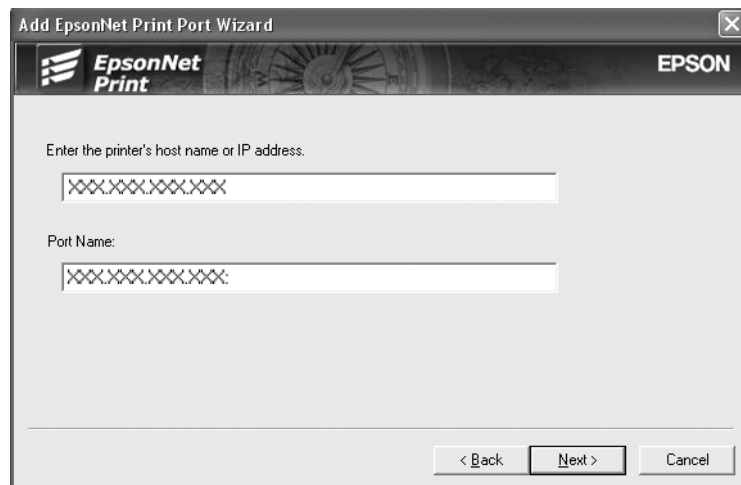 Add EpsonNet Print Port Wizard
EpsonNet
Print
EPSON
Enter the printer's host name or IP address.
XXX.XXX.XXX.XXX
Port Name:
XXX.XXX.XXX.XXX:
< Back
Next >
Cancel